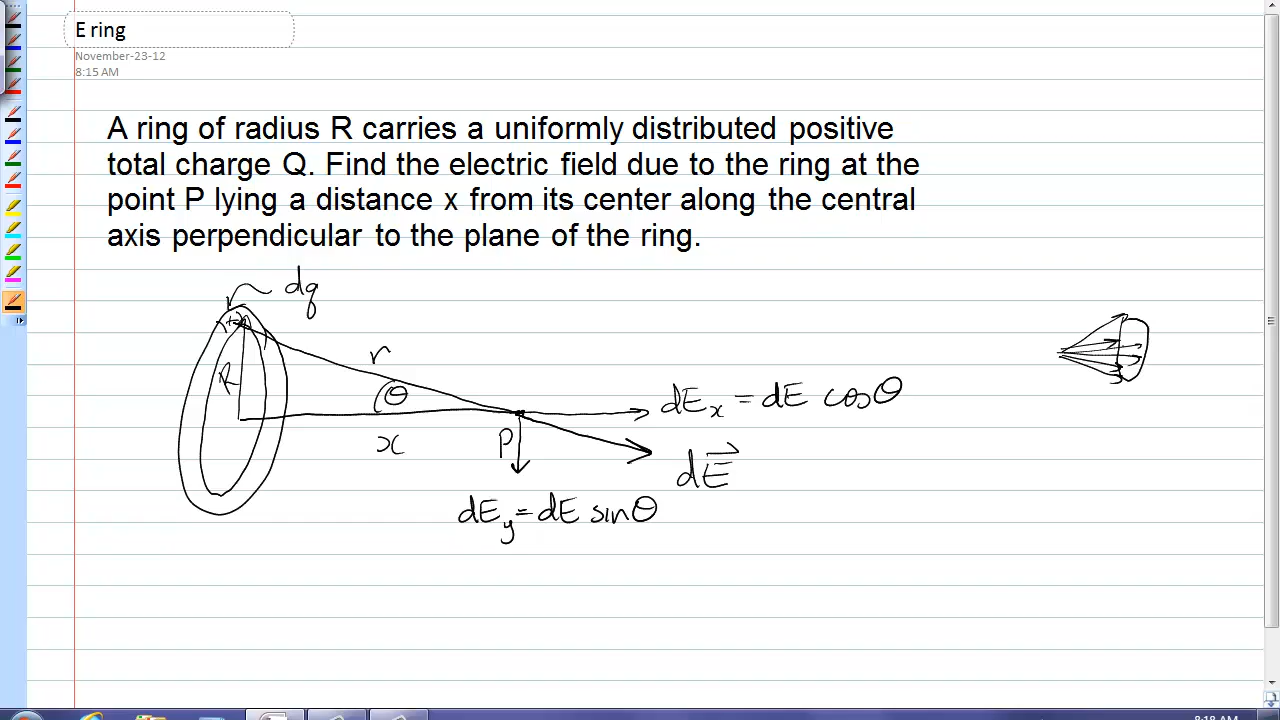 E ring
November-23-12
8:15 AM
A ring of radius R carries a uniformly distributed positive
total charge Q. Find the electric field due to the ring at the
point P lying a distance x from its center along the central
axis perpendicular to the plane of the ring.
dq
r
R
θ
dEx = dE cosθ
x
P
dE⃗
dEy = dE sinθ